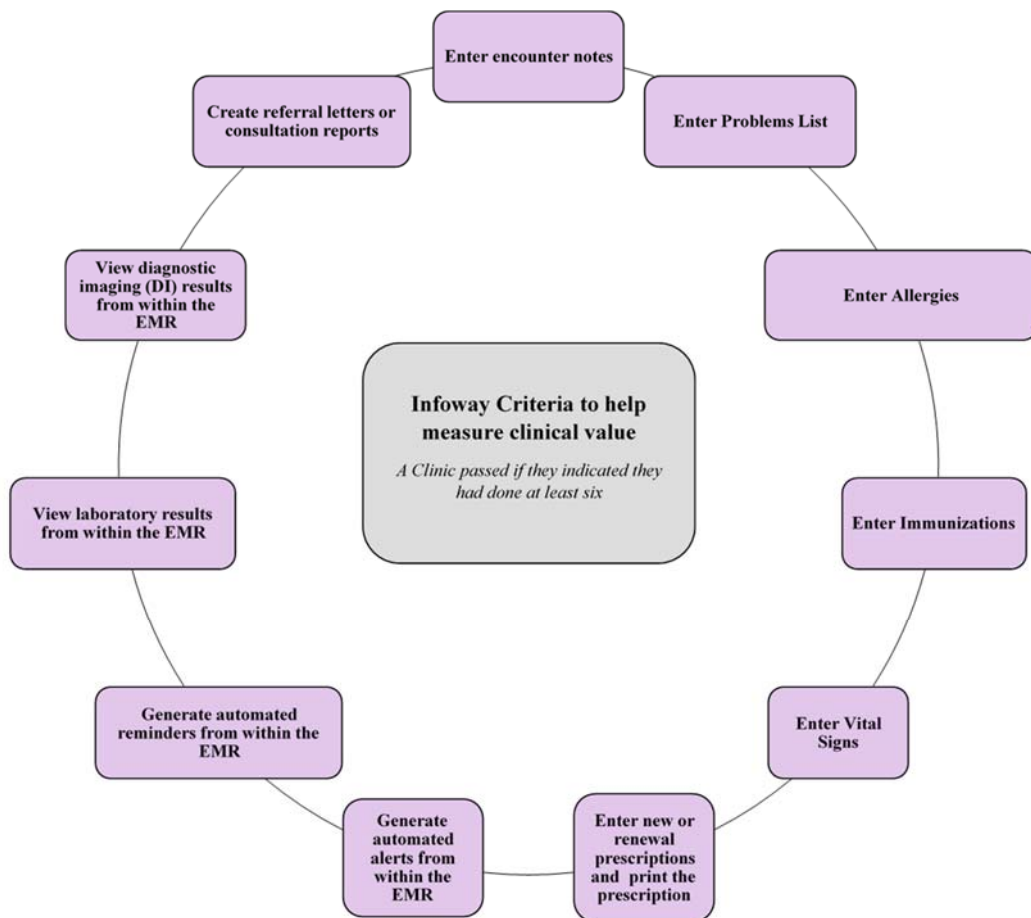 Enter encounter notes
Enter Problems List
Enter Allergies
Enter Immunizations
Enter Vital
Signs
Enter new or
renewal
prescriptions
and print the
prescription
Generate
automated
alerts from
within the
EMR
Generate automated
reminders from within the
EMR
View laboratory results
from within the EMR
View diagnostic
imaging (DI) results
from within the
EMR
Create referral letters or
consultation reports
Infoway Criteria to help
measure clinical value
A Clinic passed if they indicated they
had done at least six